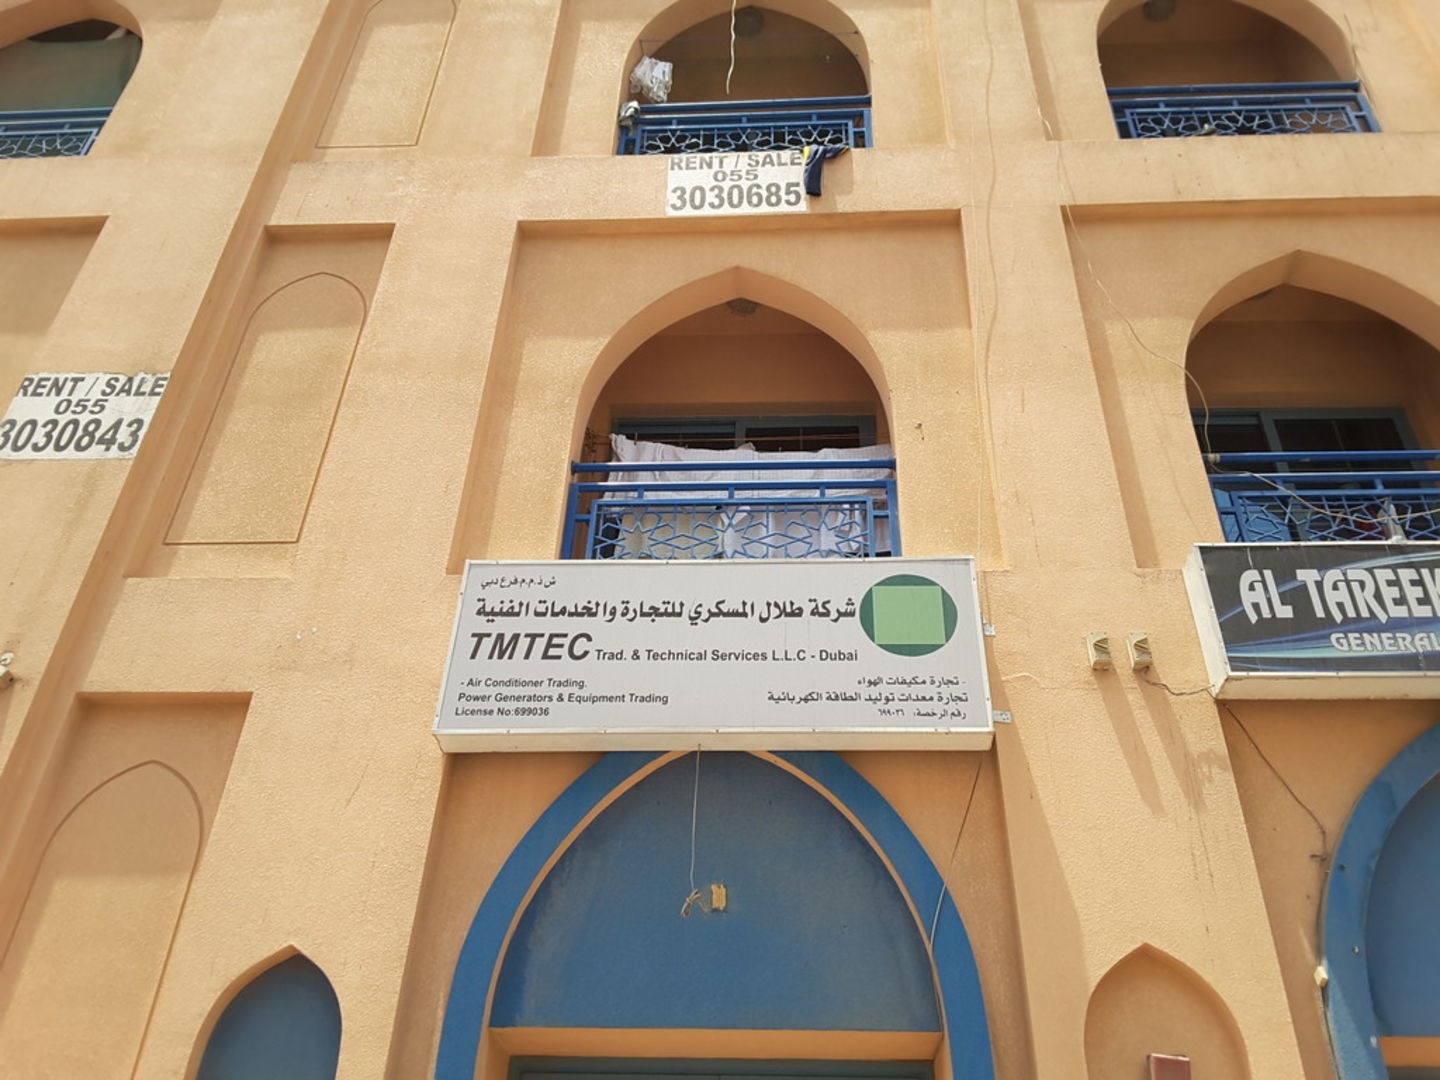 RENT / SALE
055
3030685
RENT / SALE
055
3030843
ش ذ.م.م فرع دبي
شركة طلال المسكري للتجارة والخدمات الفنية
TMTEC Trad. & Technical Services L.L.C - Dubai
- Air Conditioner Trading.
Power Generators & Equipment Trading
License No:699036
- تجارة مكيفات الهواء
تجارة معدات توليد الطاقة الكهربائية
رقم الرخصة: ٦٩٩٠٣٦
AL TAREEK
GENERAL